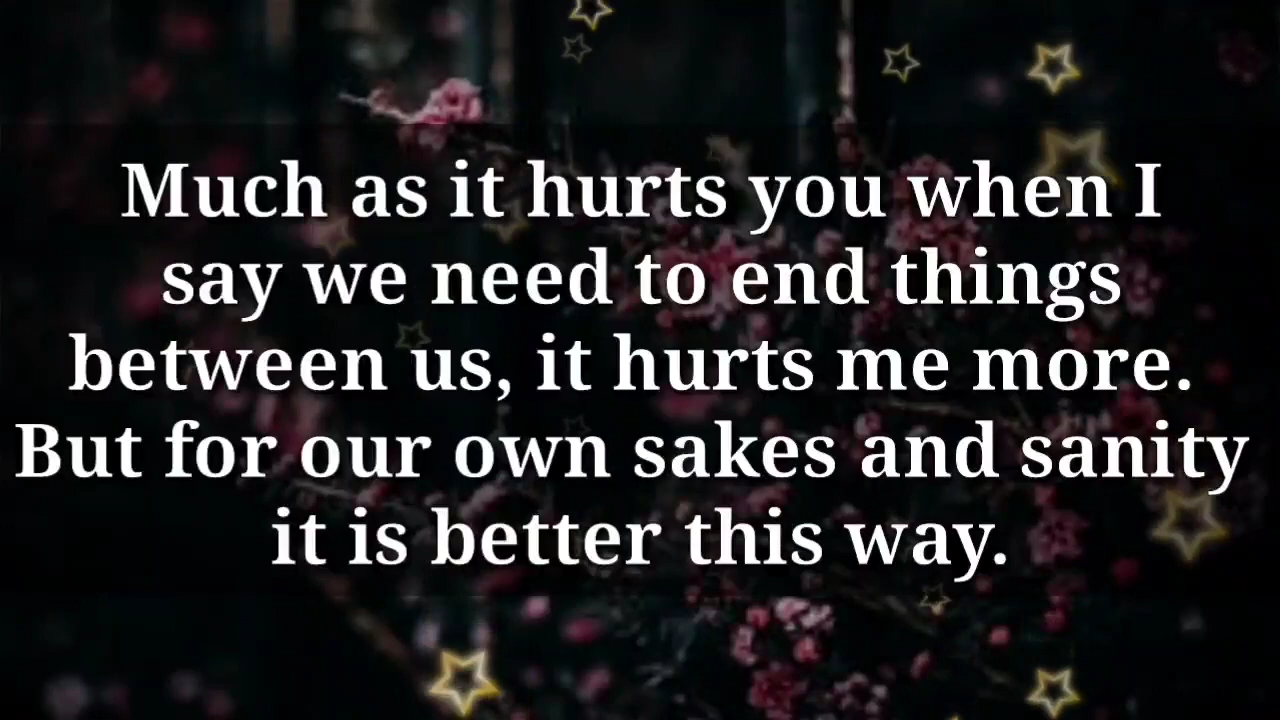 Much as it hurts you when I
say we need to end things
between us, it hurts me more.
But for our own sakes and sanity
it is better this way.